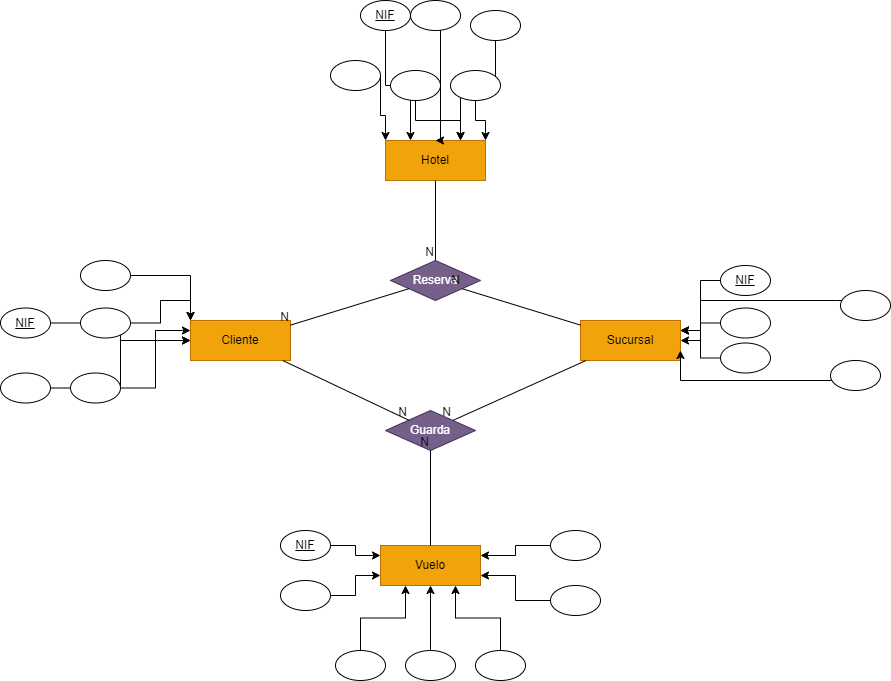 NIF
Hotel
N
Reserva
N
NIF
N
NIF
Cliente
Sucursal
N
N
Guarda
N
NIF
Vuelo